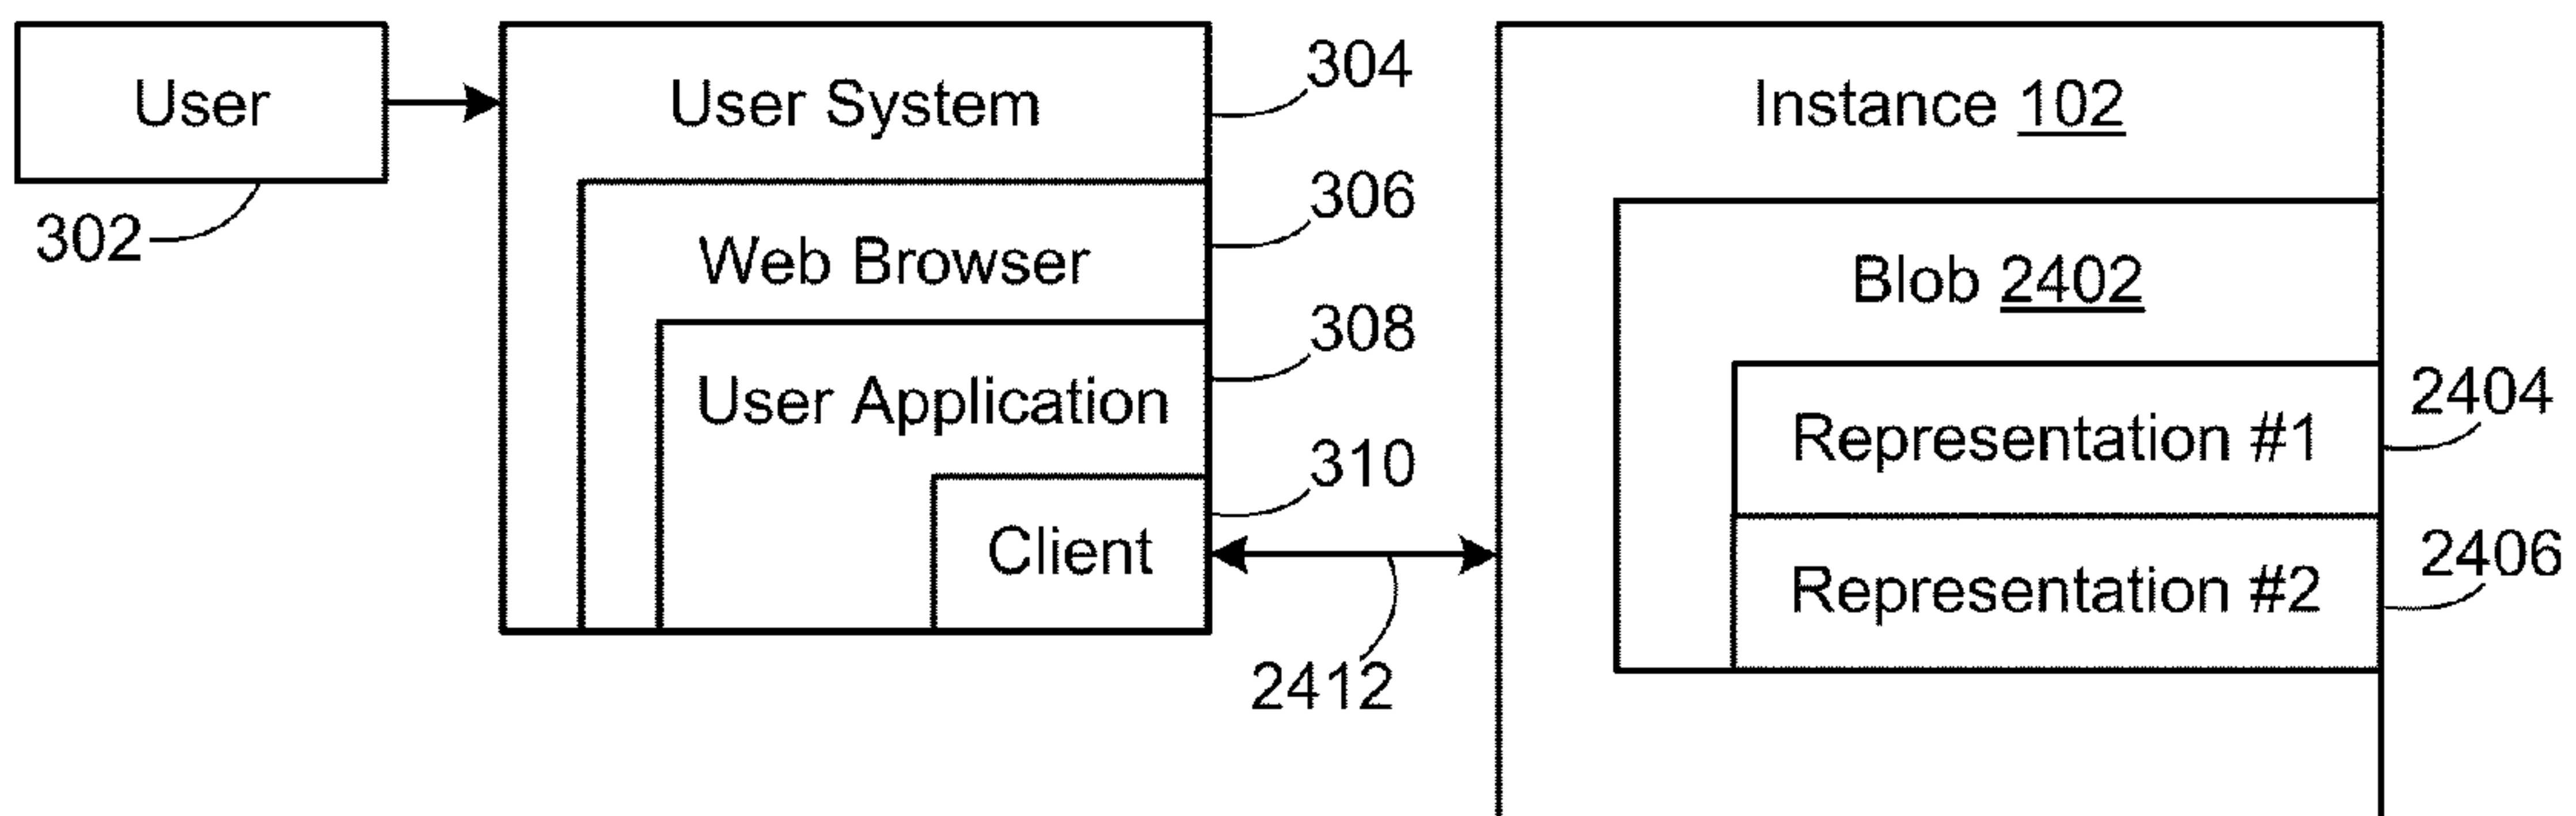 User
302
User System
304
Web Browser
306
User Application
308
Client
310
2412
Instance 102
Blob 2402
Representation #1
2404
Representation #2
2406